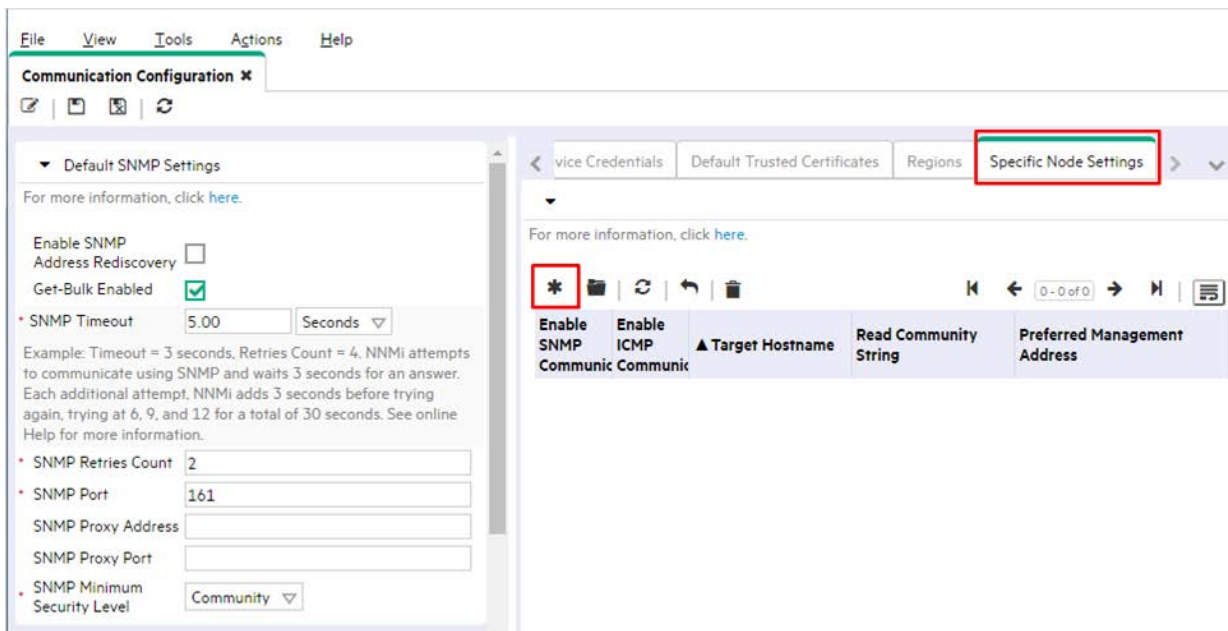 File View Tools Actions Help
Communication Configuration ✖
Default SNMP Settings
For more information, click here.
Enable SNMP
Address Rediscovery
Get-Bulk Enabled
* SNMP Timeout 5.00 Seconds
Example: Timeout = 3 seconds, Retries Count = 4, NNMi attempts
to communicate using SNMP and waits 3 seconds for an answer.
Each additional attempt, NNMi adds 3 seconds before trying
again, trying at 6, 9, and 12 for a total of 30 seconds. See online
Help for more information.
* SNMP Retries Count 2
* SNMP Port 161
SNMP Proxy Address
SNMP Proxy Port
* SNMP Minimum
Security Level Community
vice Credentials Default Trusted Certificates Regions Specific Node Settings
For more information, click here.
0 - 0 of 0
Enable
SNMP
Communic
Enable
ICMP
Communic
▲ Target Hostname
Read Community
String
Preferred Management
Address